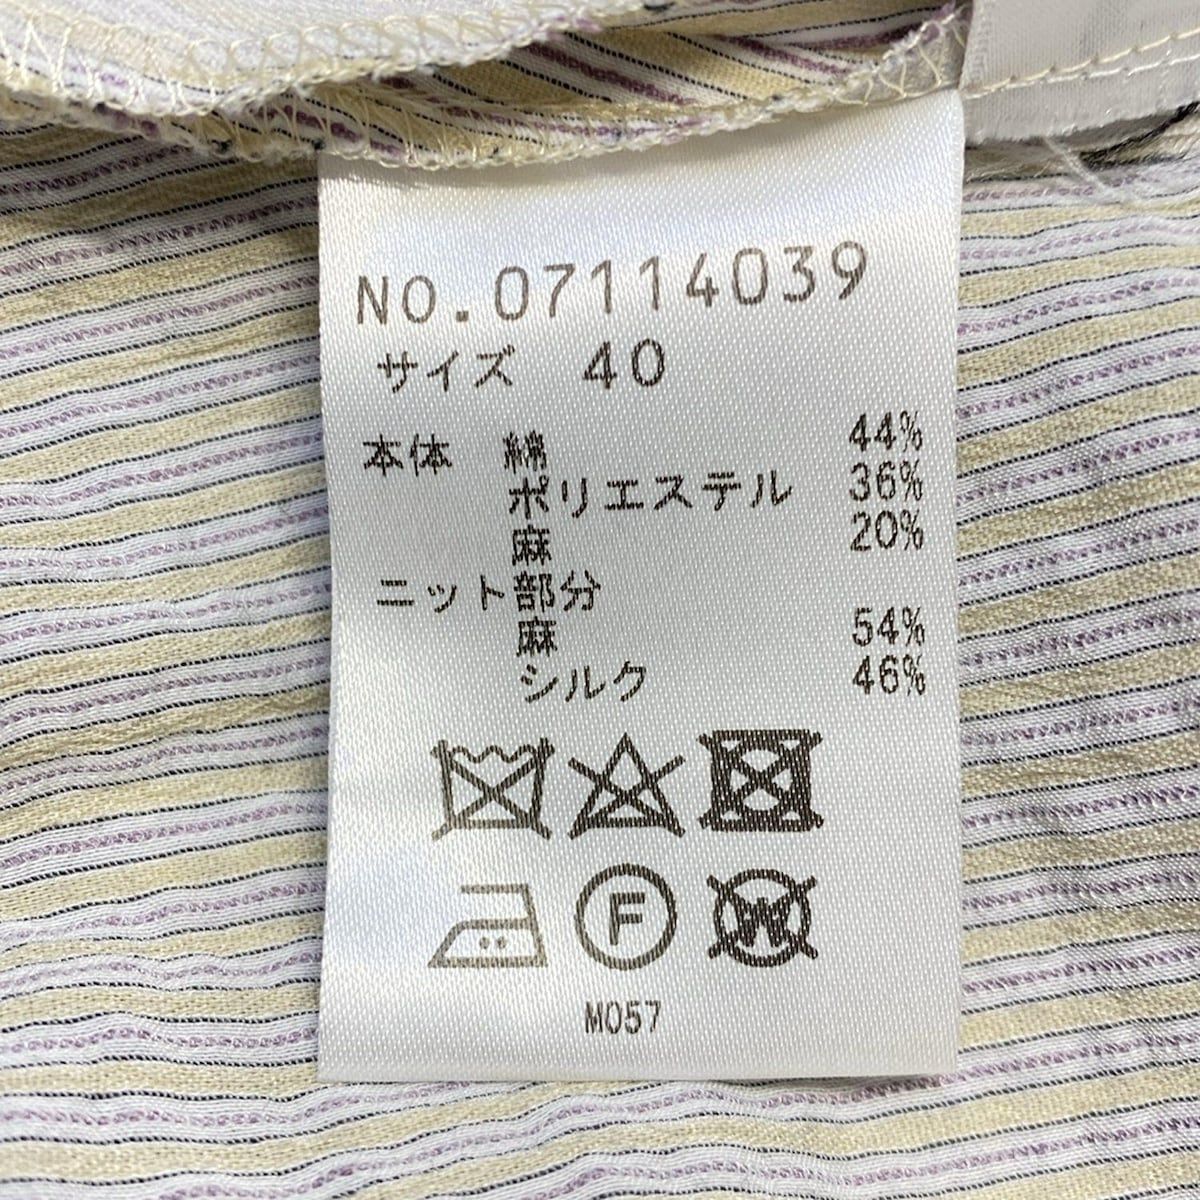 NO.07114039
サイズ 40
本体 綿 44%
ポリエステル 36%
麻 20%
ニット部分
麻 54%
シルク 46%
F
W
M057